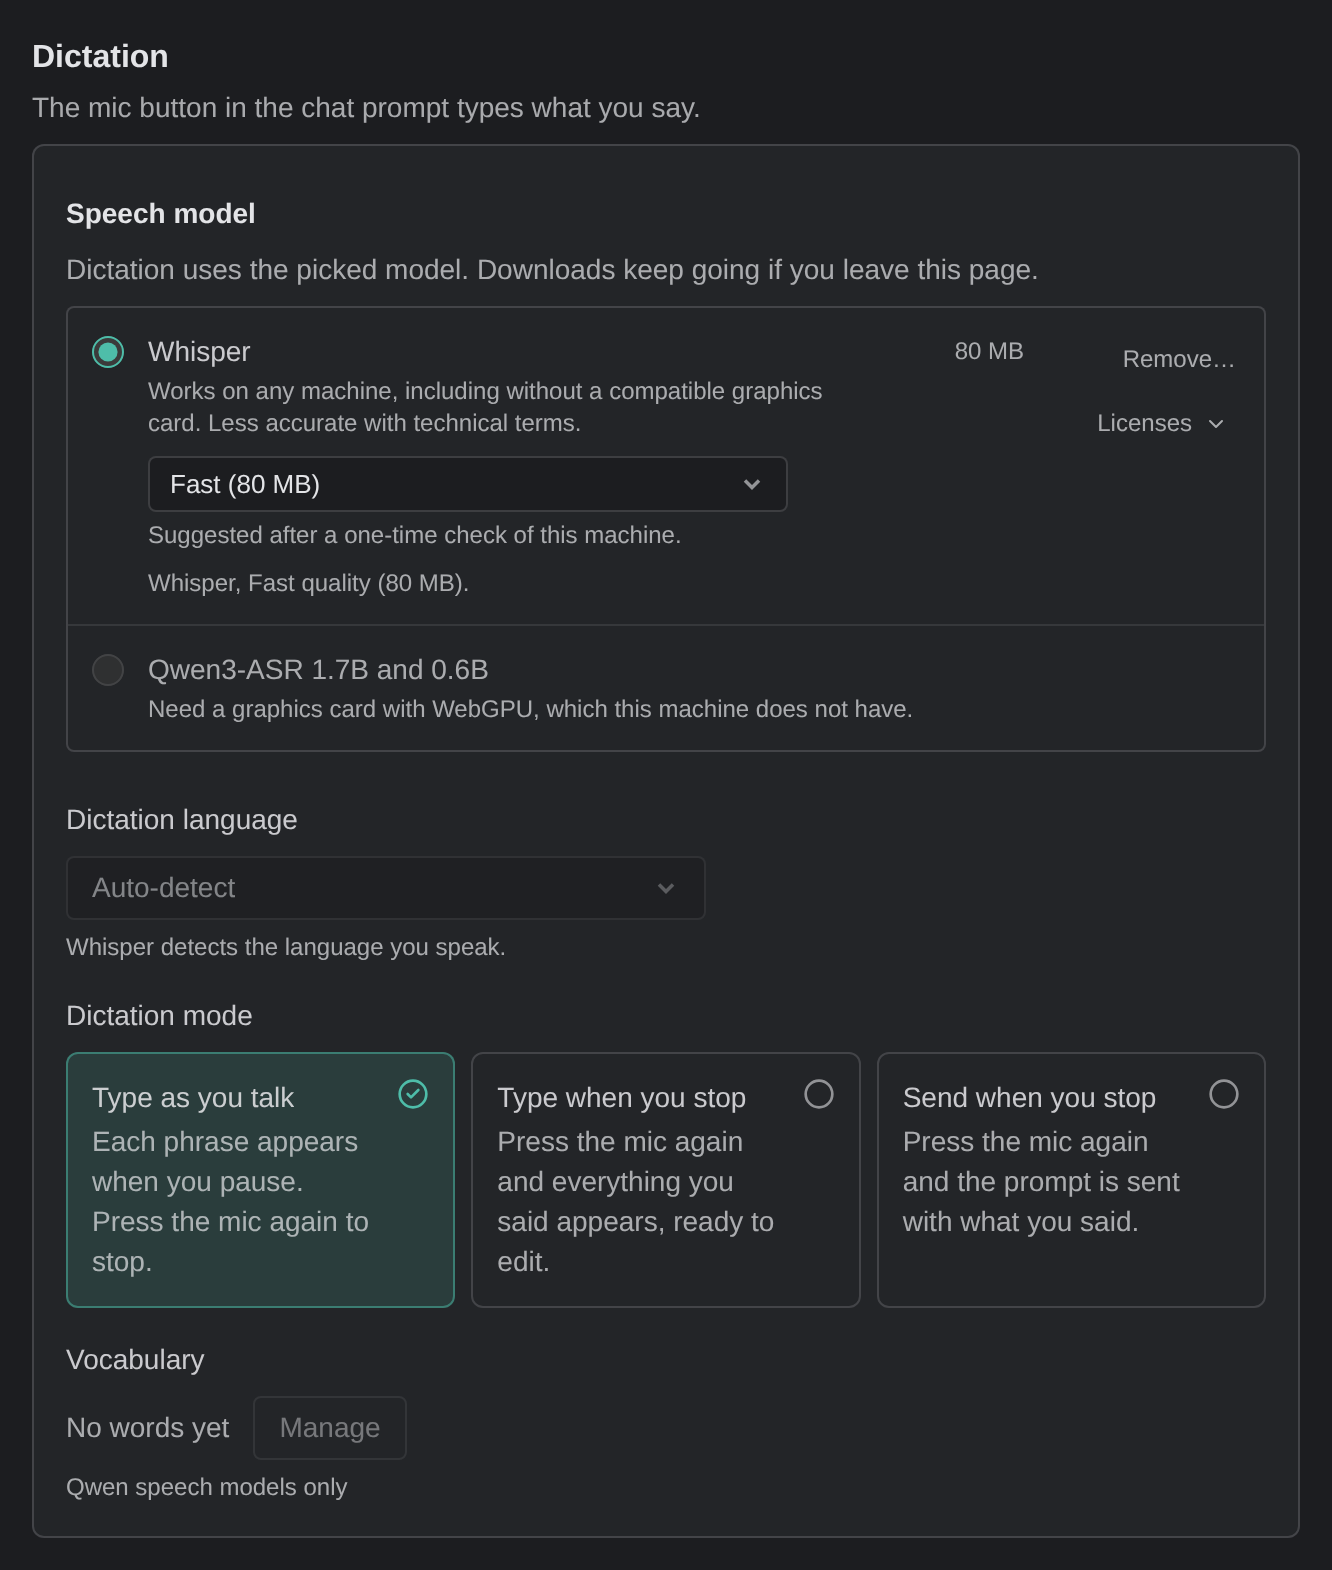 Dictation
The mic button in the chat prompt types what you say.
Speech model
Dictation uses the picked model. Downloads keep going if you leave this page.
Whisper
80 MB
Remove…
Works on any machine, including without a compatible graphics
card. Less accurate with technical terms.
Licenses
Fast (80 MB)
Suggested after a one-time check of this machine.
Whisper, Fast quality (80 MB).
Qwen3-ASR 1.7B and 0.6B
Need a graphics card with WebGPU, which this machine does not have.
Dictation language
Auto-detect
Whisper detects the language you speak.
Dictation mode
Type as you talk
Each phrase appears
when you pause.
Press the mic again to
stop.
Type when you stop
Press the mic again
and everything you
said appears, ready to
edit.
Send when you stop
Press the mic again
and the prompt is sent
with what you said.
Vocabulary
No words yet
Manage
Qwen speech models only